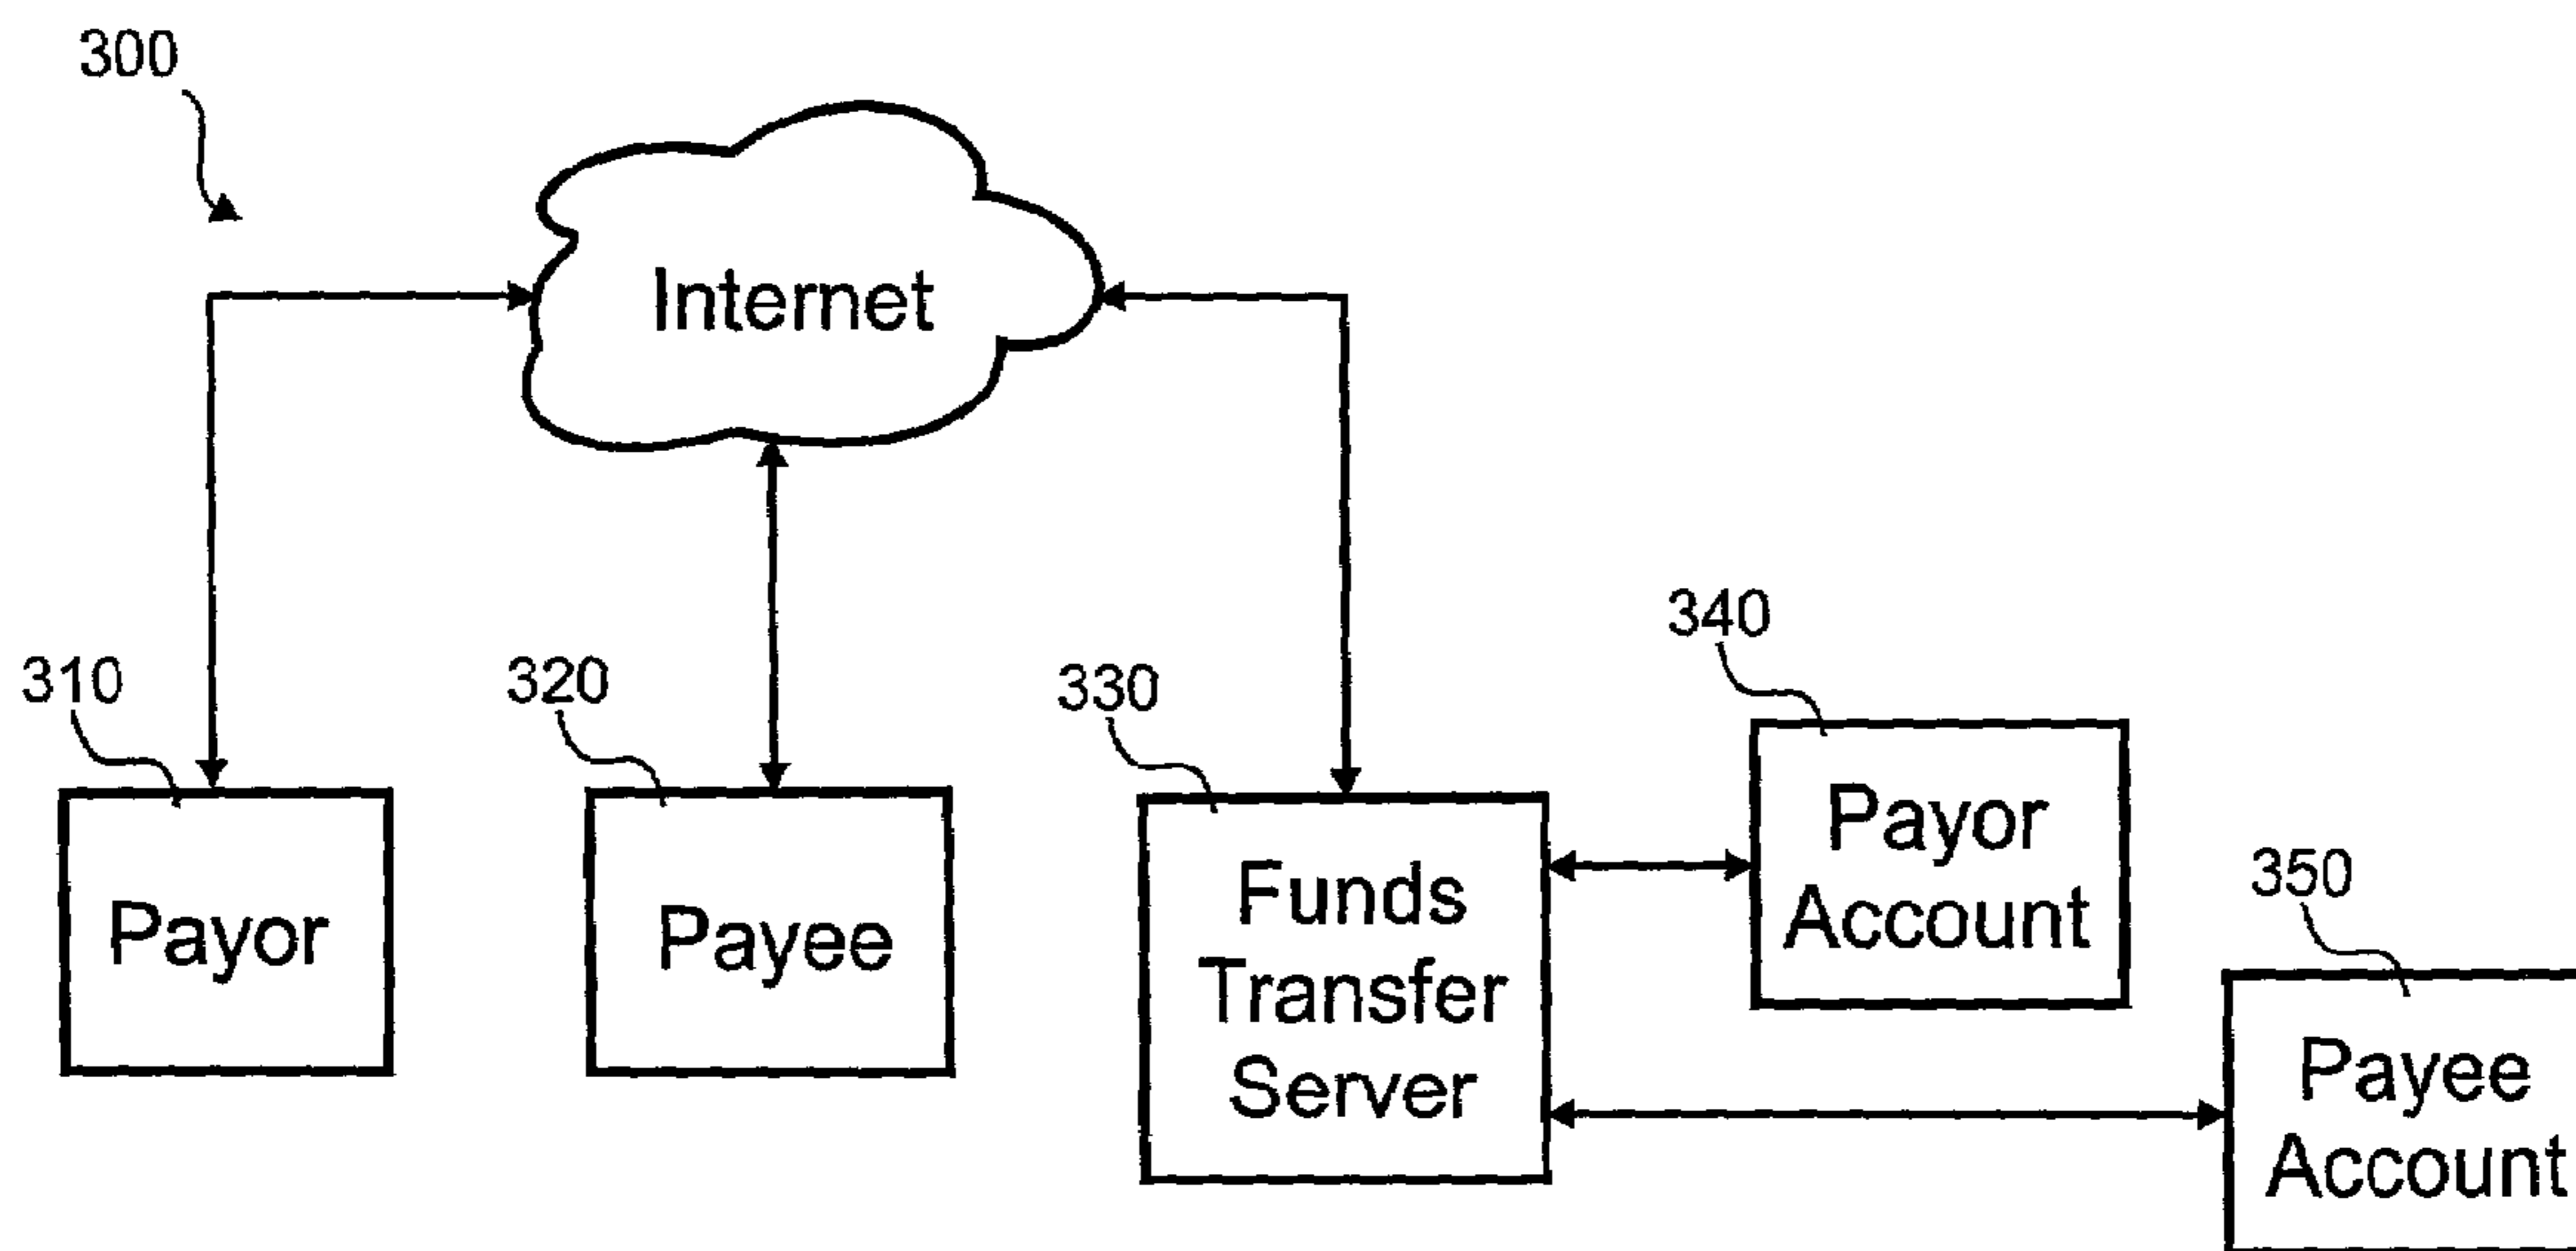 300
Internet
310
320
330
340
350
Payor
Payee
Funds
Transfer
Server
Payor
Account
Payee
Account